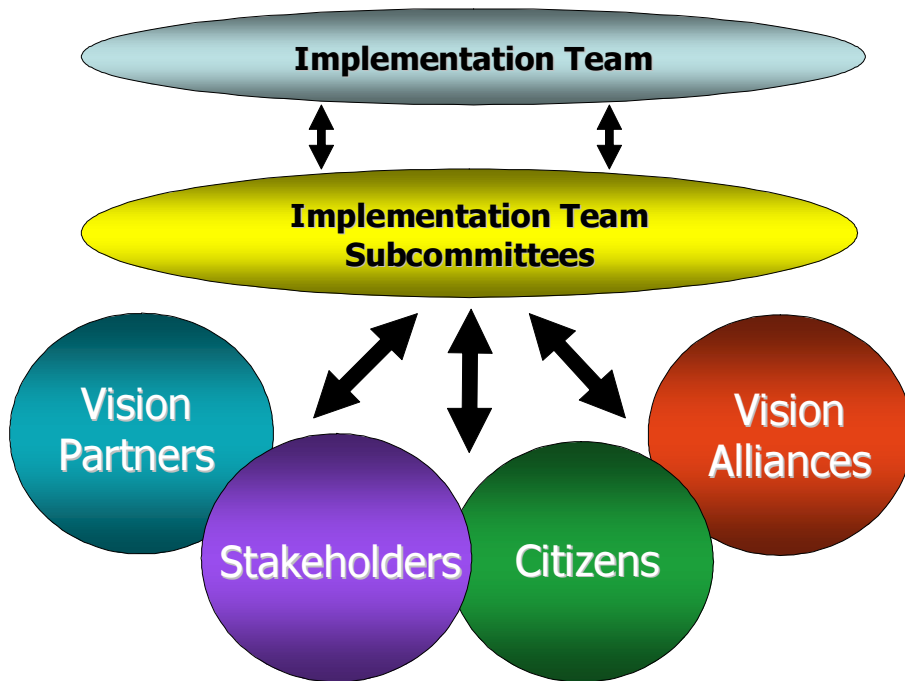 Implementation Team
Implementation Team
Subcommittees
Vision
Partners
Vision
Alliances
Stakeholders
Citizens